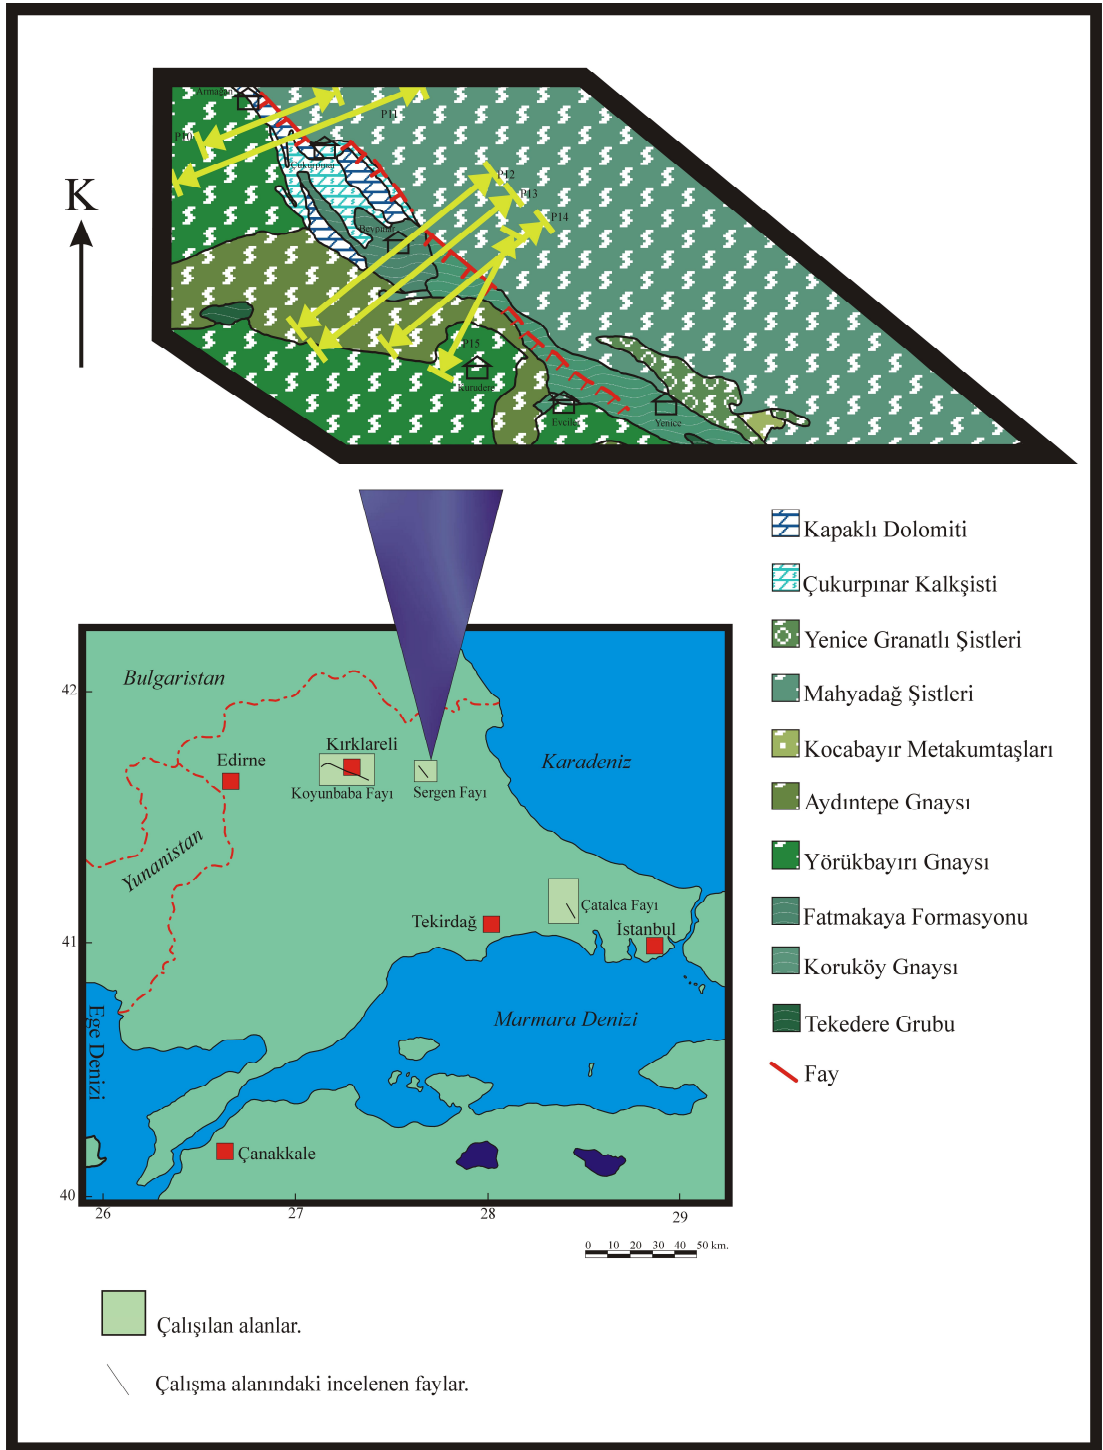 Armağan
P10
P11
Çukurpınar
P12
P13
P14
Beypınar
K
P15
Kurudere
Evciler
Yenice
Kapaklı Dolomiti
Çukurpınar Kalkşisti
Yenice Granatlı Şistleri
Mahyadağ Şistleri
Kocabayır Metakumtaşları
Aydıntepe Gnaysı
Yörükbayırı Gnaysı
Fatmakaya Formasyonu
Koruköy Gnaysı
Tekedere Grubu
Fay
42
41
40
26
27
28
29
Bulgaristan
Kırklareli
Edirne
Karadeniz
Koyunbaba Fayı
Sergen Fayı
Yunanistan
Çatalca Fayı
Tekirdağ
İstanbul
Ege Denizi
Marmara Denizi
Çanakkale
0 10 20 30 40 50 km.
Çalışılan alanlar.
Çalışma alanındaki incelenen faylar.